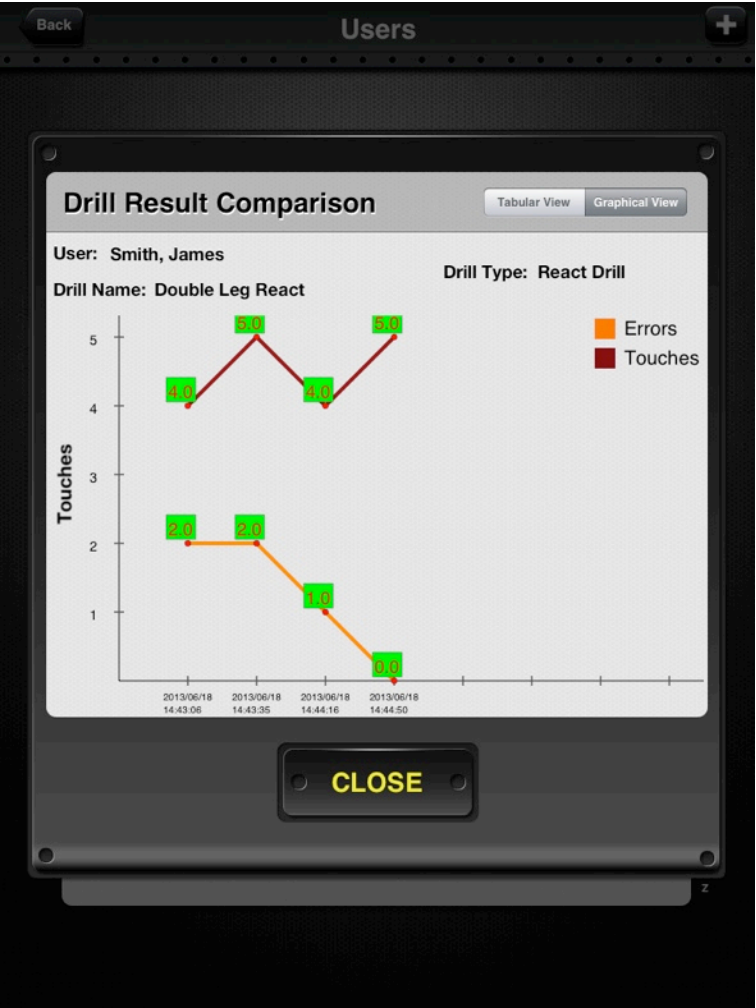 Back
Users
+
Drill Result Comparison
Tabular View
Graphical View
User: Smith, James
Drill Type: React Drill
Drill Name: Double Leg React
Errors
Touches
5
4
3
2
1
Touches
4.0
5.0
4.0
5.0
2.0
2.0
1.0
0.0
2013/06/18
14:43:06
2013/06/18
14:43:35
2013/06/18
14:44:16
2013/06/18
14:44:50
CLOSE
z